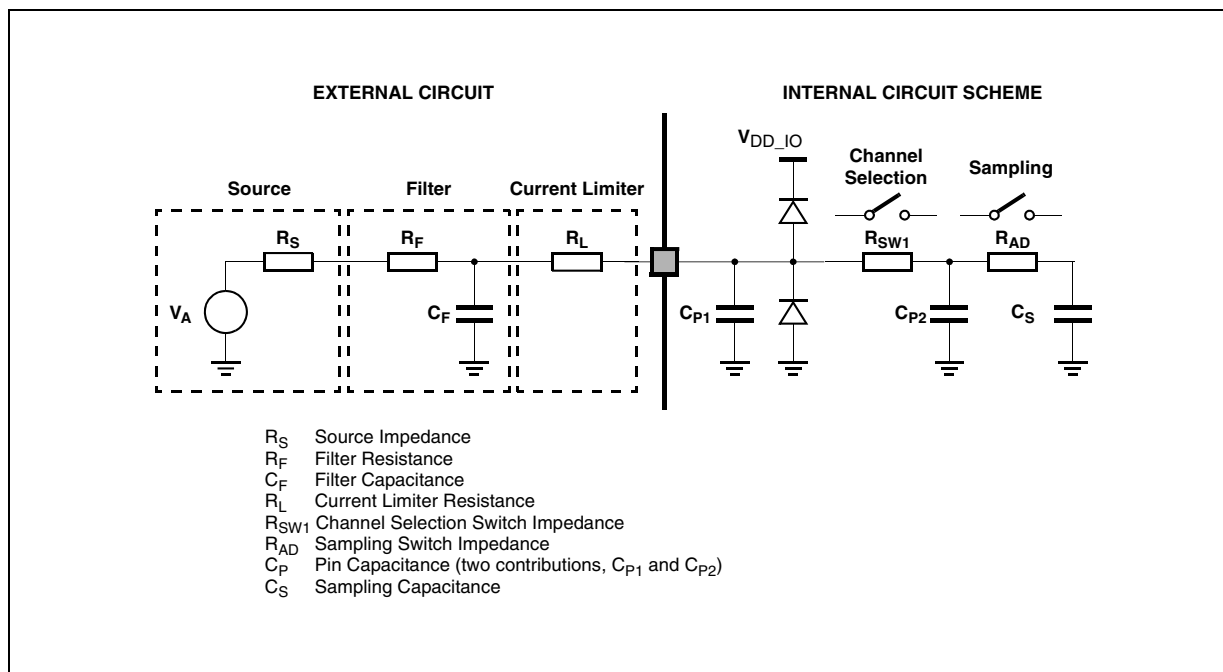 EXTERNAL CIRCUIT
INTERNAL CIRCUIT SCHEME
VDD_IO
Channel
Selection
Sampling
Source
Filter
Current Limiter
RS
RF
RL
RSW1
RAD
VA
CF
CP1
CP2
CS
RS Source Impedance
RF Filter Resistance
CF Filter Capacitance
RL Current Limiter Resistance
RSW1 Channel Selection Switch Impedance
RAD Sampling Switch Impedance
CP Pin Capacitance (two contributions, CP1 and CP2)
CS Sampling Capacitance